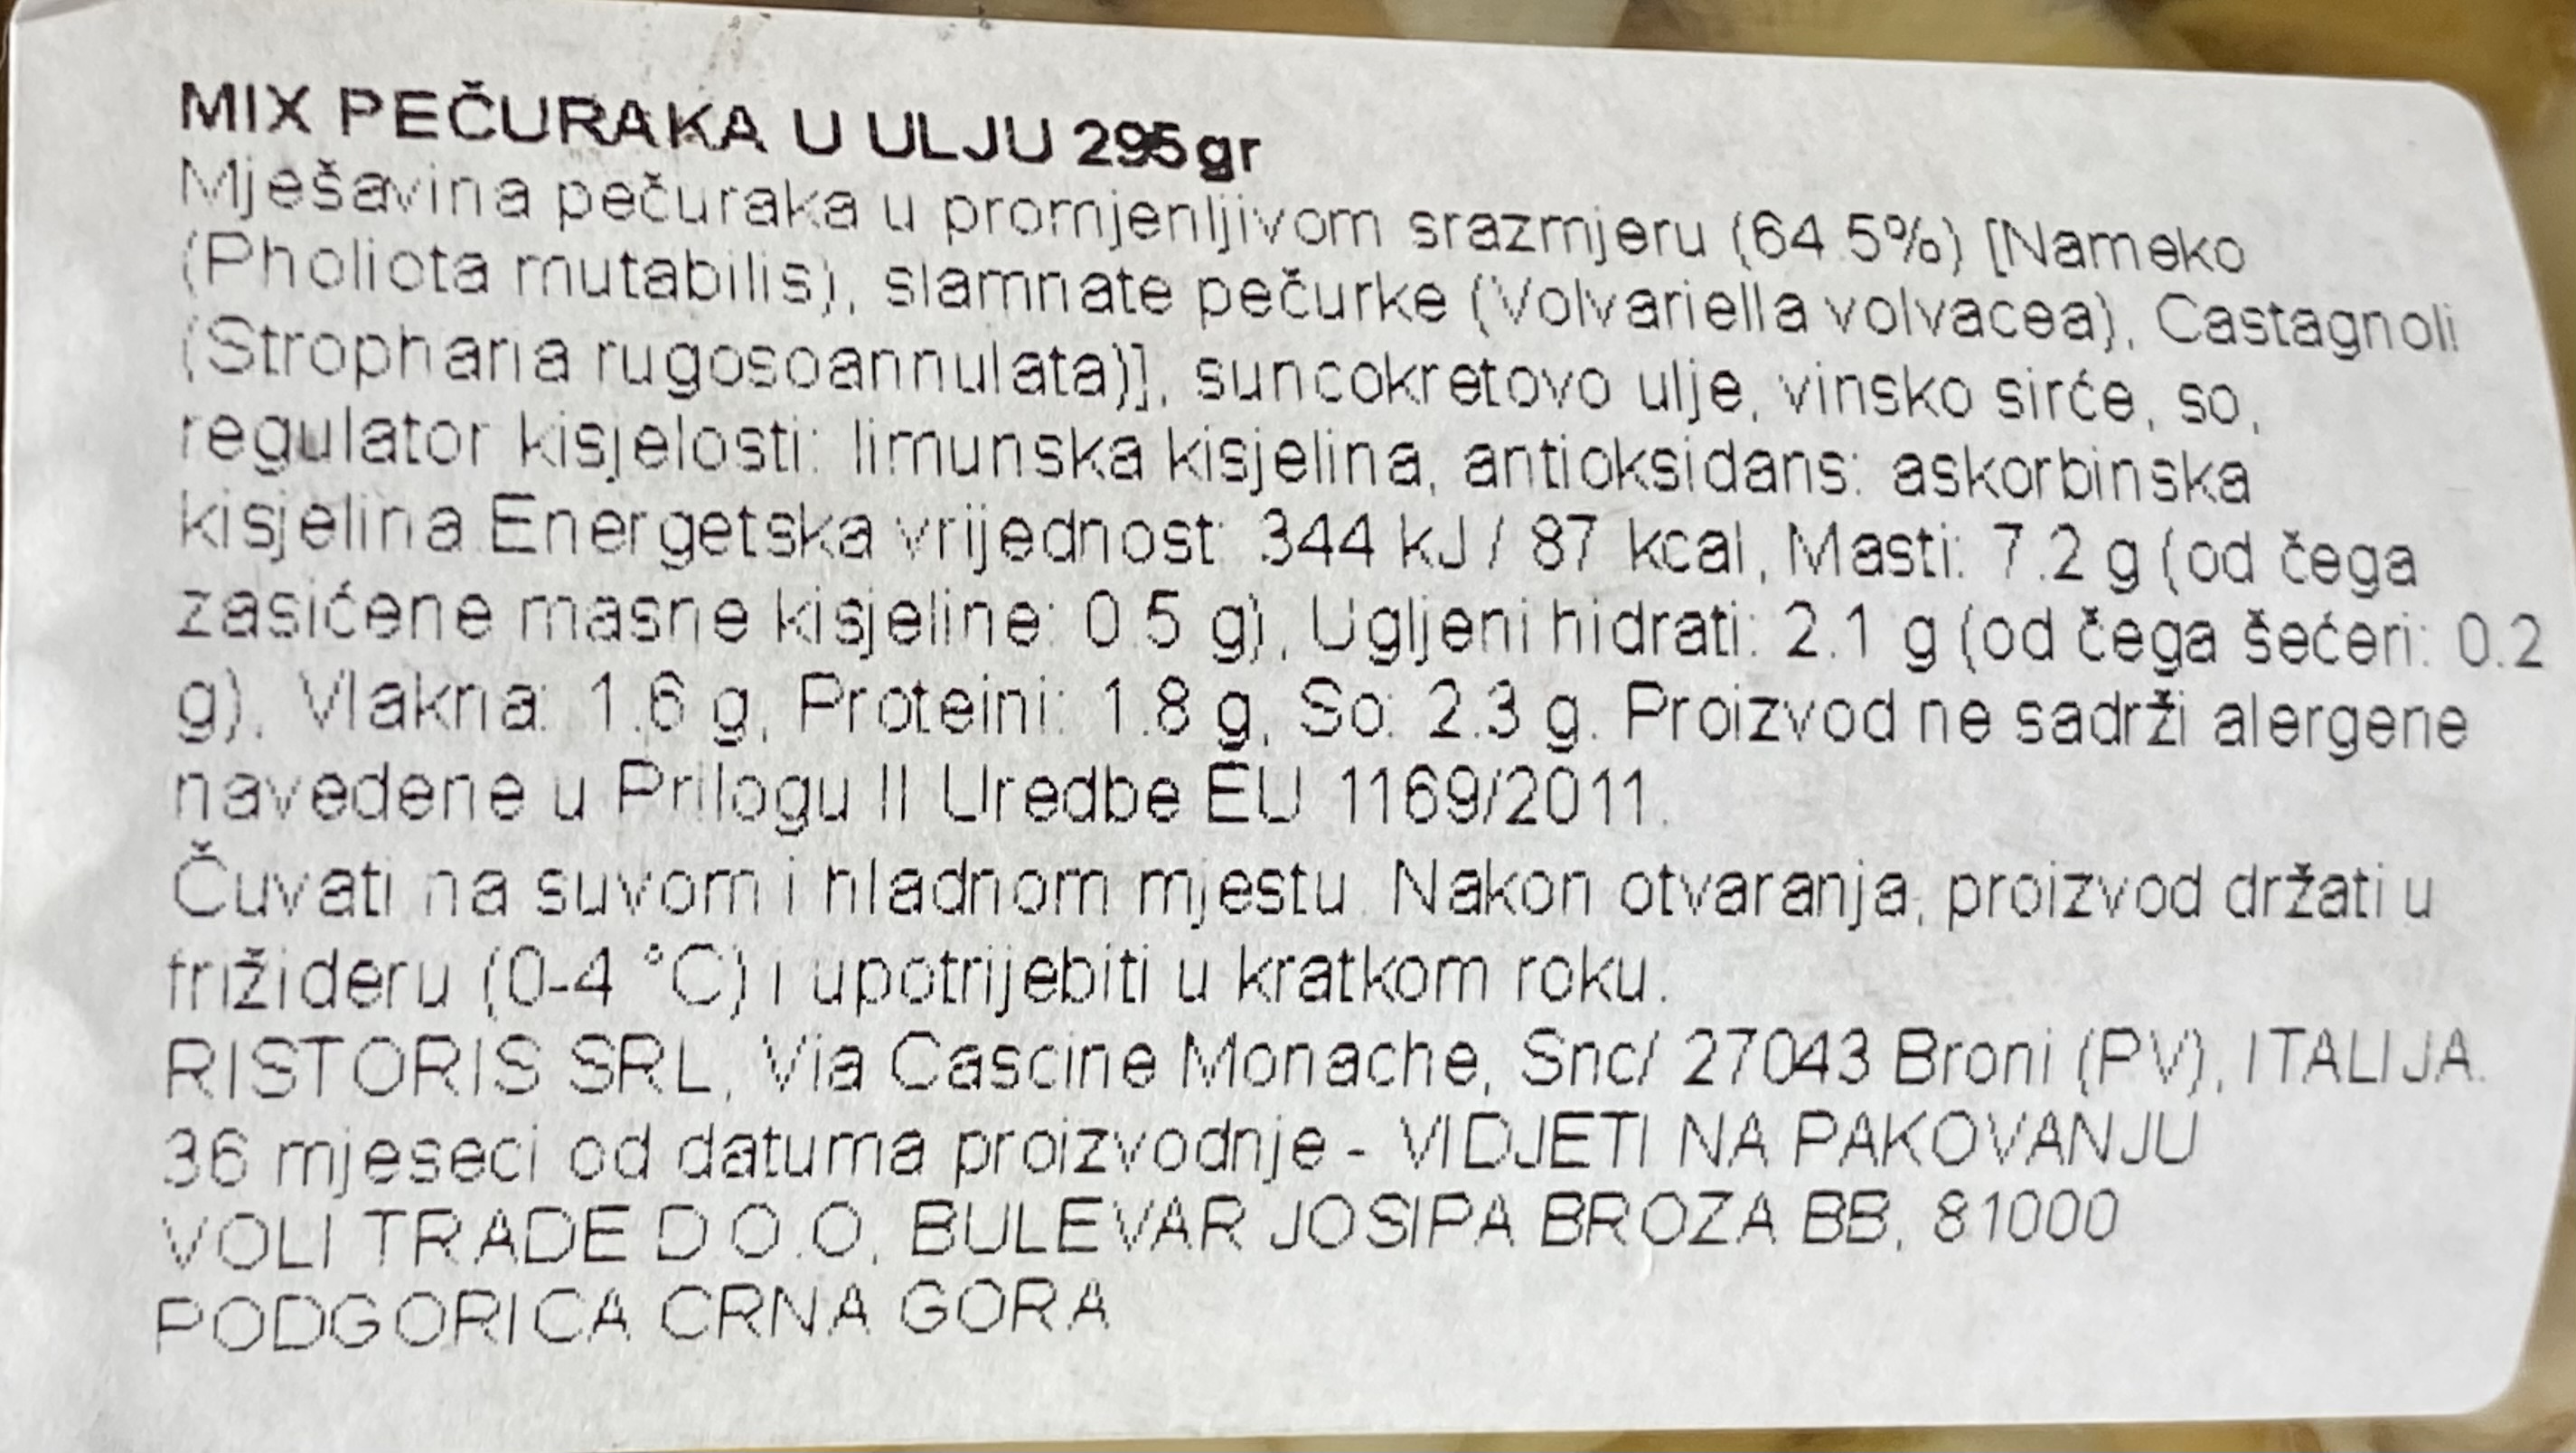 MIX PEČURAKA U ULJU 295gr
Mješavina pečuraka u promjenljivom srazmjeru (64.5%) [Nameko
(Pholiota mutabilis), slamnate pečurke (Volvariella volvacea), Castagnoli
(Stropharia rugosoannulata)], suncokretovo ulje, vinsko sirće, so,
regulator kisjelosti: limunska kisjelina, antioksidans: askorbinska
kisjelina.Energetska vrijednost: 344 kJ / 87 kcal, Masti: 7.2 g (od čega
zasićene masne kisjeline: 0.5 g), Ugljeni hidrati: 2.1 g (od čega šećeri: 0.2
g), Vlakna: 1.6 g, Proteini: 1.8 g, So: 2.3 g. Proizvod ne sadrži alergene
navedene u Prilogu II Uredbe EU 1169/2011.
Čuvati na suvom i hladnom mjestu. Nakon otvaranja, proizvod držati u
frižideru (0-4 °C) i upotrijebiti u kratkom roku.
RISTORIS SRL, Via Cascine Monache, Snc/ 27043 Broni (PV), ITALIJA.
36 mjeseci od datuma proizvodnje - VIDJETI NA PAKOVANJU
VOLI TRADE D.O.O, BULEVAR JOSIPA BROZA BB, 81000
PODGORICA CRNA GORA